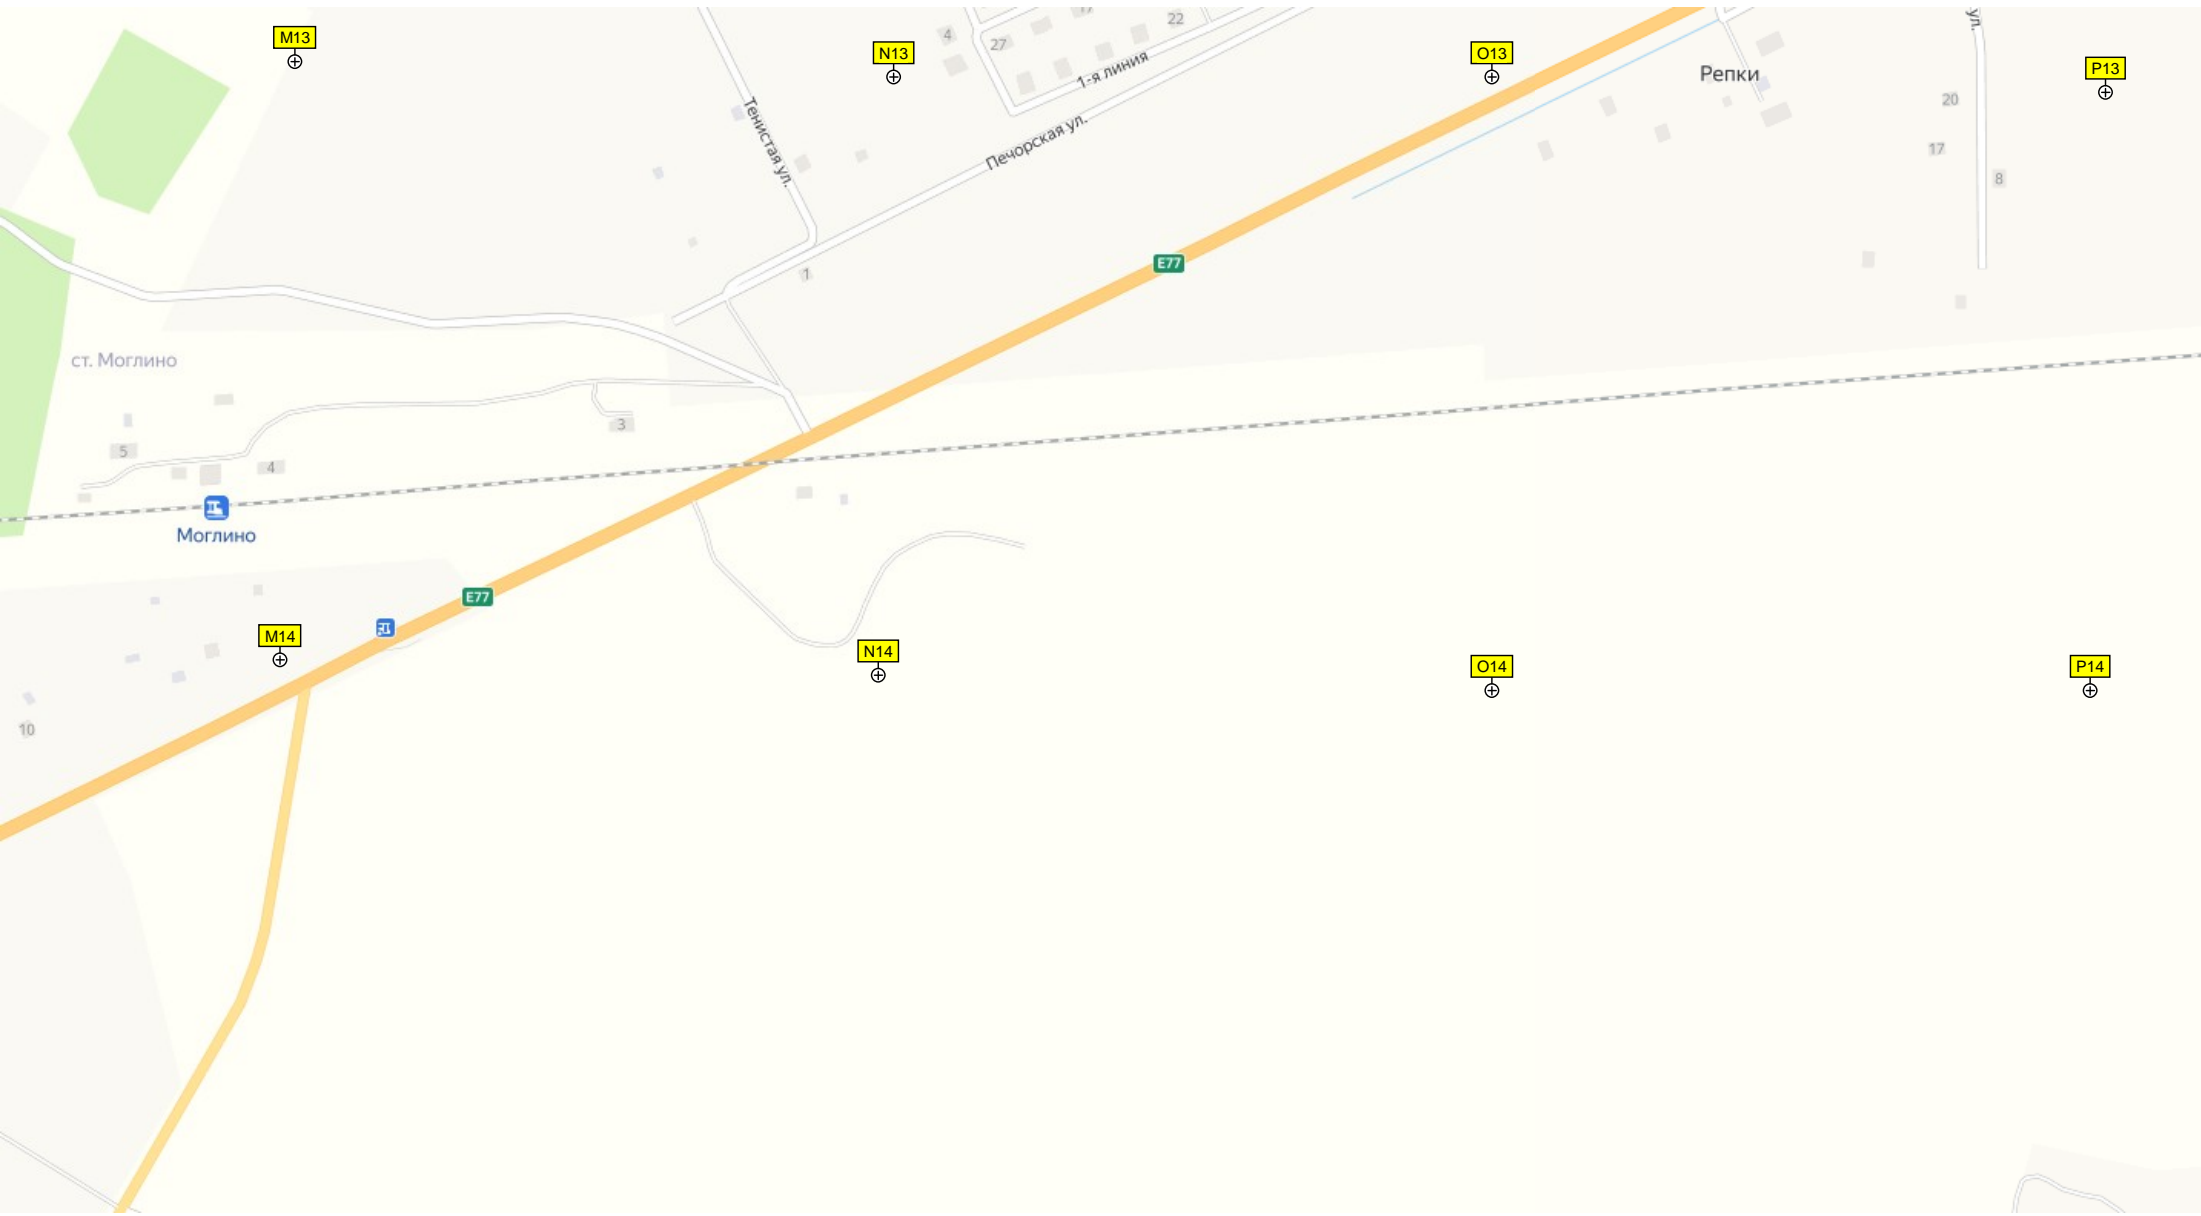 17
22
ул.
M13
4
27
N13
O13
1-я линия
Репки
P13
20
Тенистая ул.
Печорская ул.
17
8
E77
1
ст. Моглино
3
5
4
Моглино
E77
M14
N14
O14
P14
10